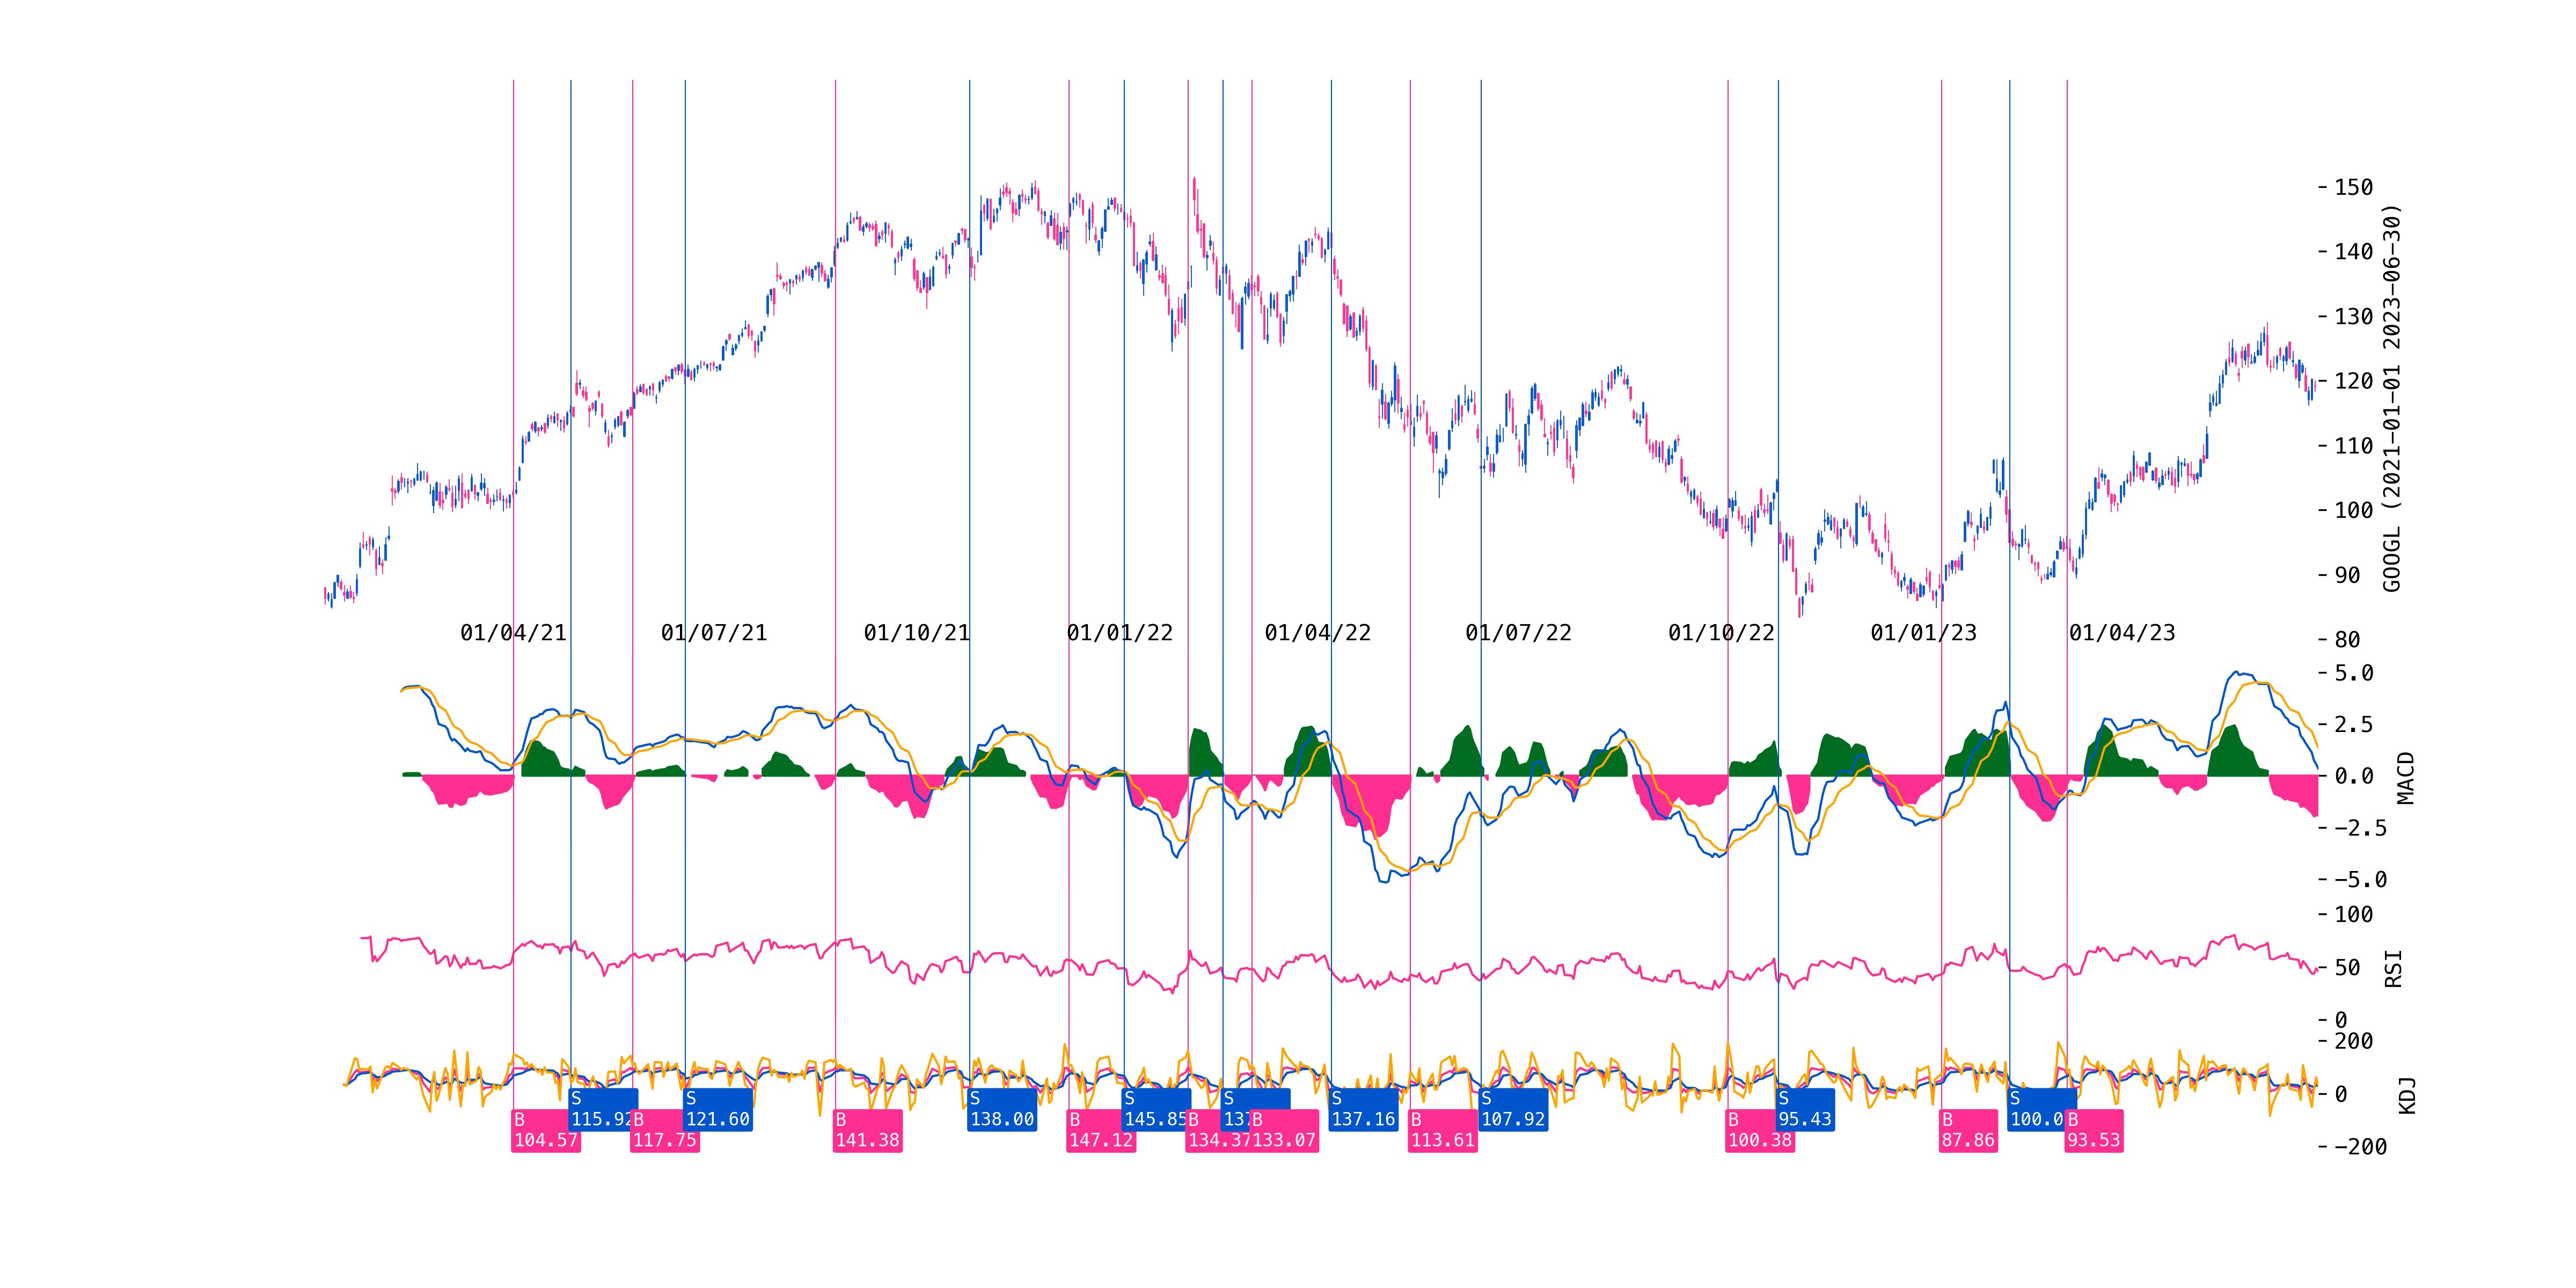 150
140
130
120
110
100
90
80
GOOGL (2021-01-01 2023-06-30)
01/04/21 01/07/21 01/10/21 01/01/22 01/04/22 01/07/22 01/10/22 01/01/23 01/04/23
5.0
2.5
0.0
−2.5
−5.0
MACD
100
50
0
RSI
200
0
−200
KDJ
S S S S S S S S S
115.92 121.60 138.00 145.85 137.16 107.92 95.43
B B B B B B B B B
104.57 117.75 141.38 147.12 134.37 133.07 113.61 100.38 87.86 93.53